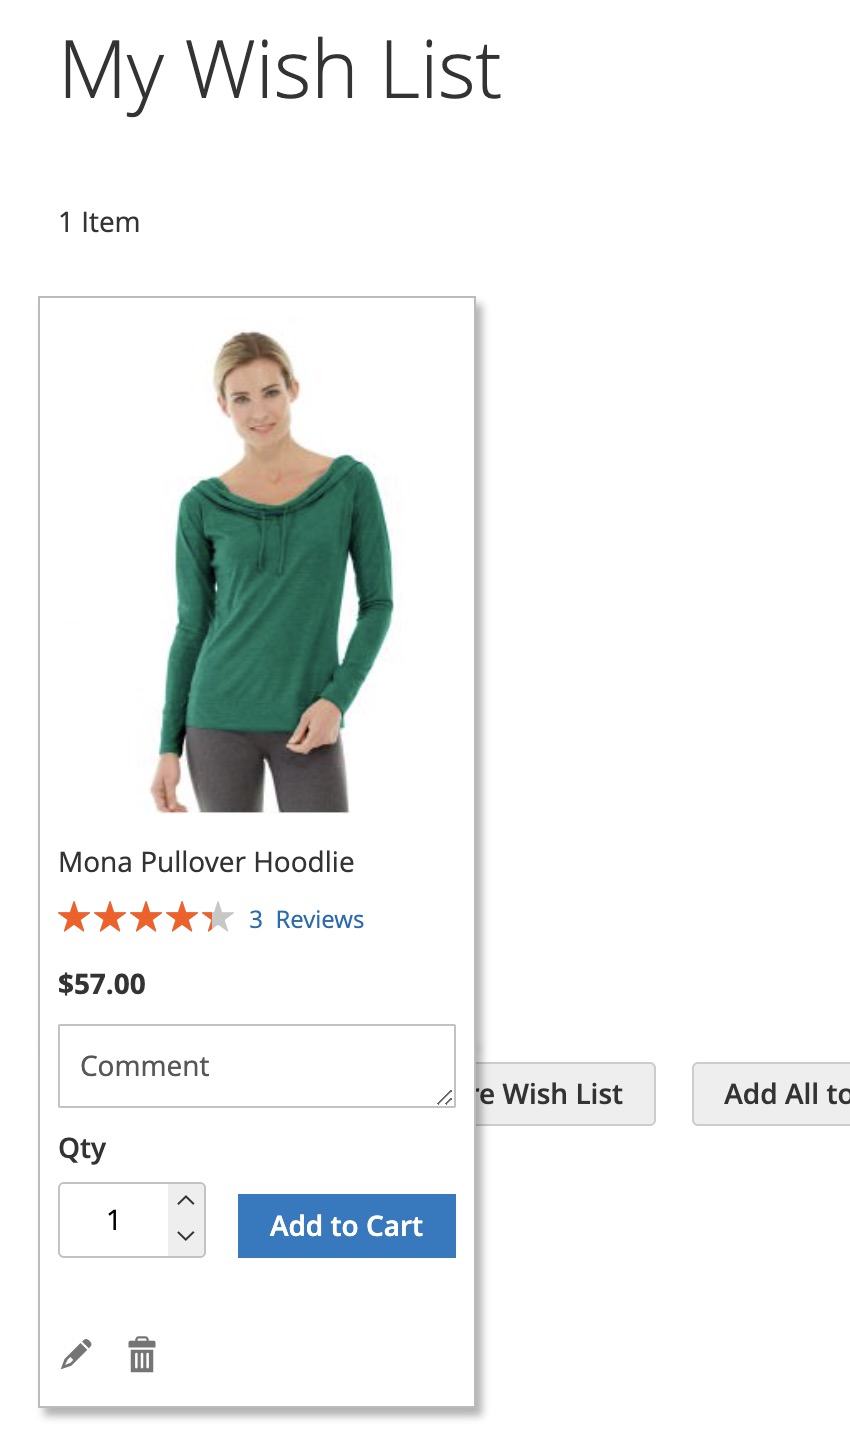 My Wish List
1 Item
Mona Pullover Hoodlie
3 Reviews
$57.00
Comment
re Wish List
Add All to
Qty
1
Add to Cart